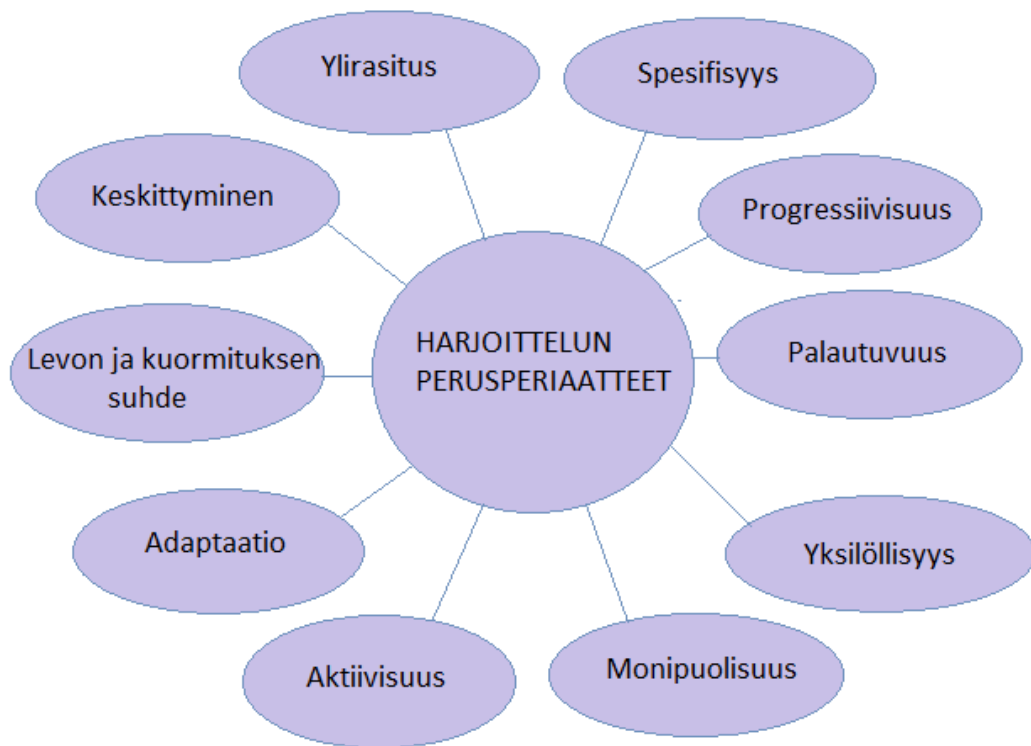 Ylirasitus
Spesifisyys
Keskittyminen
Progressiivisuus
HARJOITTELUN
PERUSPERIAATTEET
Levon ja kuormituksen
suhde
Palautuvuus
Adaptaatio
Yksilöllisyys
Aktiivisuus
Monipuolisuus